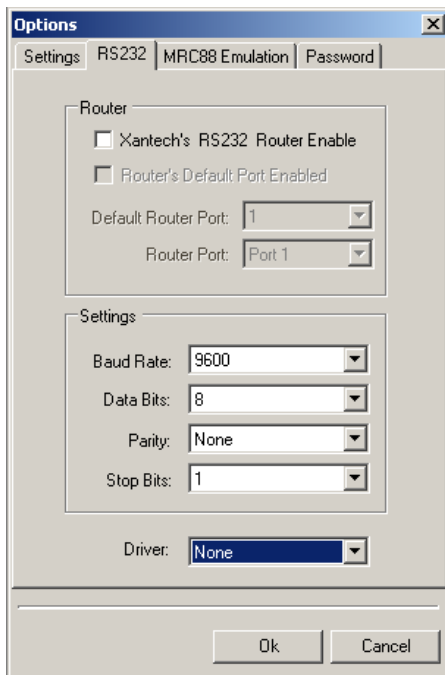 Options
Settings RS232 MRC88 Emulation Password
Router
Xantech's RS232 Router Enable
Router's Default Port Enabled
Default Router Port: 1
Router Port: Port 1
Settings
Baud Rate: 9600
Data Bits: 8
Parity: None
Stop Bits: 1
Driver: None
Ok Cancel